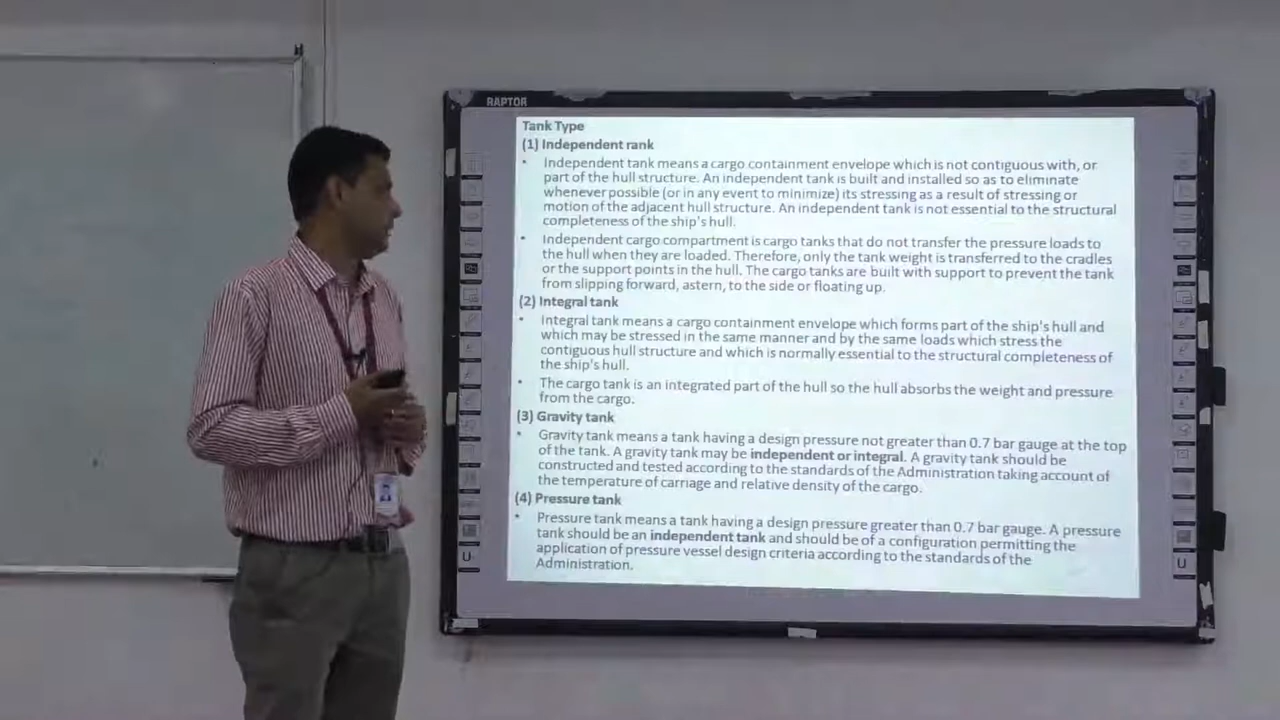 RAPTOR
Tank Type
(1) Independent rank
• Independent tank means a cargo containment envelope which is not contiguous with, or
part of the hull structure. An independent tank is built and installed so as to eliminate
whenever possible (or in any event to minimize) its stressing as a result of stressing or
motion of the adjacent hull structure. An independent tank is not essential to the structural
completeness of the ship's hull.
• Independent cargo compartment is cargo tanks that do not transfer the pressure loads to
the hull when they are loaded. Therefore, only the tank weight is transferred to the cradles
or the support points in the hull. The cargo tanks are built with support to prevent the tank
from slipping forward, astern, to the side or floating up.
(2) Integral tank
• Integral tank means a cargo containment envelope which forms part of the ship's hull and
which may be stressed in the same manner and by the same loads which stress the
contiguous hull structure and which is normally essential to the structural completeness of
the ship's hull.
• The cargo tank is an integrated part of the hull so the hull absorbs the weight and pressure
from the cargo.
(3) Gravity tank
• Gravity tank means a tank having a design pressure not greater than 0.7 bar gauge at the top
of the tank. A gravity tank may be independent or integral. A gravity tank should be
constructed and tested according to the standards of the Administration taking account of
the temperature of carriage and relative density of the cargo.
(4) Pressure tank
• Pressure tank means a tank having a design pressure greater than 0.7 bar gauge. A pressure
tank should be an independent tank and should be of a configuration permitting the
application of pressure vessel design criteria according to the standards of the
Administration.